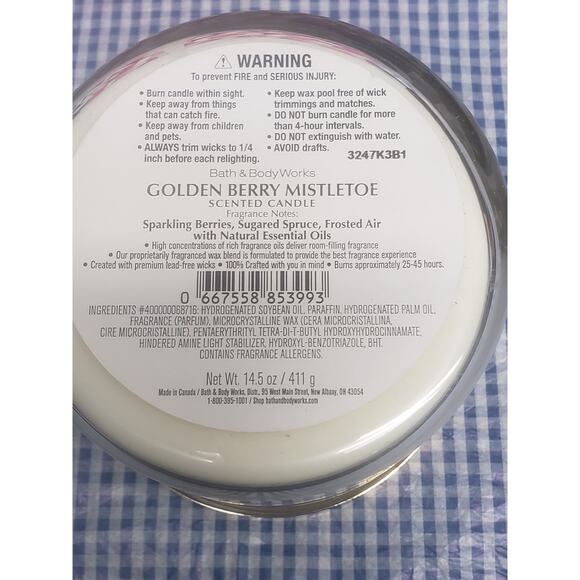 ⚠ WARNING
To prevent FIRE and SERIOUS INJURY:
• Burn candle within sight.
• Keep away from things
that can catch fire.
• Keep away from children
and pets.
• ALWAYS trim wicks to 1/4
inch before each relighting.
• Keep wax pool free of wick
trimmings and matches.
• DO NOT burn candle for more
than 4-hour intervals.
• DO NOT extinguish with water.
• AVOID drafts.
3247K3B1
Bath & Body Works
GOLDEN BERRY MISTLETOE
SCENTED CANDLE
Fragrance Notes:
Sparkling Berries, Sugared Spruce, Frosted Air
with Natural Essential Oils
• High concentrations of rich fragrance oils deliver room-filling fragrance
• Our proprietarily fragranced wax blend is formulated to provide the best fragrance experience
• Created with premium lead-free wicks • 100% Crafted with you in mind • Burns approximately 25-45 hours.
0 667558 853993
INGREDIENTS #400000068716: HYDROGENATED SOYBEAN OIL, PARAFFIN, HYDROGENATED PALM OIL,
FRAGRANCE (PARFUM), MICROCRYSTALLINE WAX (CERA MICROCRISTALLINA,
CIRE MICROCRISTALLINE), PENTAERYTHRITYL TETRA-DI-T-BUTYL HYDROXYHYDROCINNAMATE,
HINDERED AMINE LIGHT STABILIZER, HYDROXYL-BENZOTRIAZOLE, BHT.
CONTAINS FRAGRANCE ALLERGENS.
Net Wt. 14.5 oz / 411 g
Made in Canada / Bath & Body Works, Distr., 95 West Main Street, New Albany, OH 43054
1-800-395-1001 / Shop bathandbodyworks.com